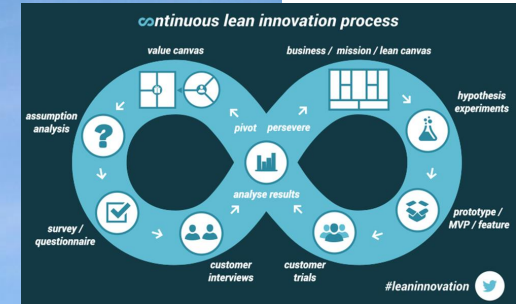 continuous lean innovation process
value canvas
business / mission / lean canvas
assumption
analysis
hypothesis
experiments
pivot
persevere
?
analyse results
survey /
questionnaire
prototype /
MVP / feature
customer
interviews
customer
trials
#leaninnovation